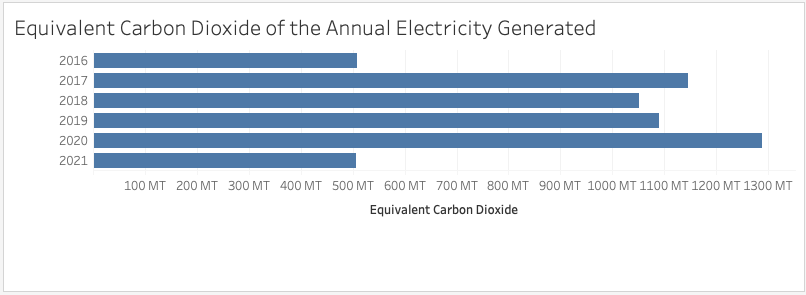 Equivalent Carbon Dioxide of the Annual Electricity Generated
2016
2017
2018
2019
2020
2021
100 MT 200 MT 300 MT 400 MT 500 MT 600 MT 700 MT 800 MT 900 MT 1000 MT 1100 MT 1200 MT 1300 MT
Equivalent Carbon Dioxide